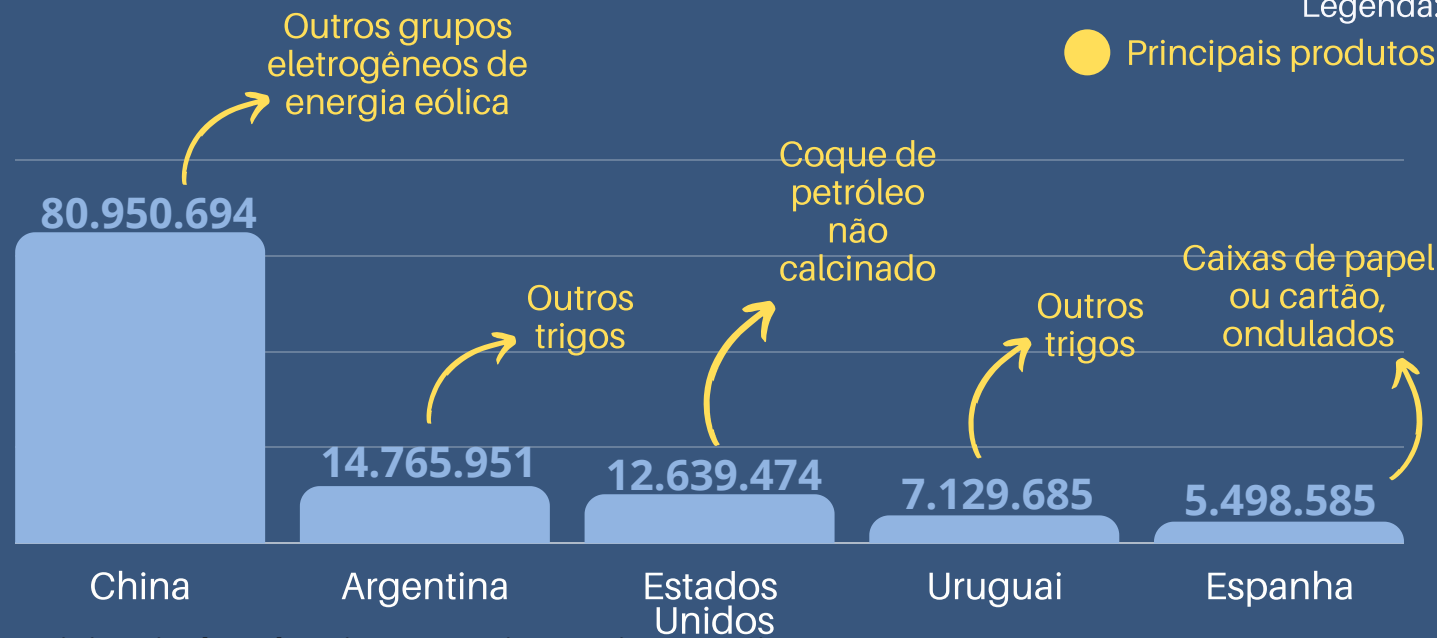 Legenda:
Principais produtos
Outros grupos
eletrogêneos de
energia eólica
80.950.694
Outros
trigos
14.765.951
Coque de
petróleo
não
calcinado
12.639.474
Outros
trigos
7.129.685
Caixas de papel
ou cartão,
ondulados
5.498.585
China
Argentina
Estados
Unidos
Uruguai
Espanha